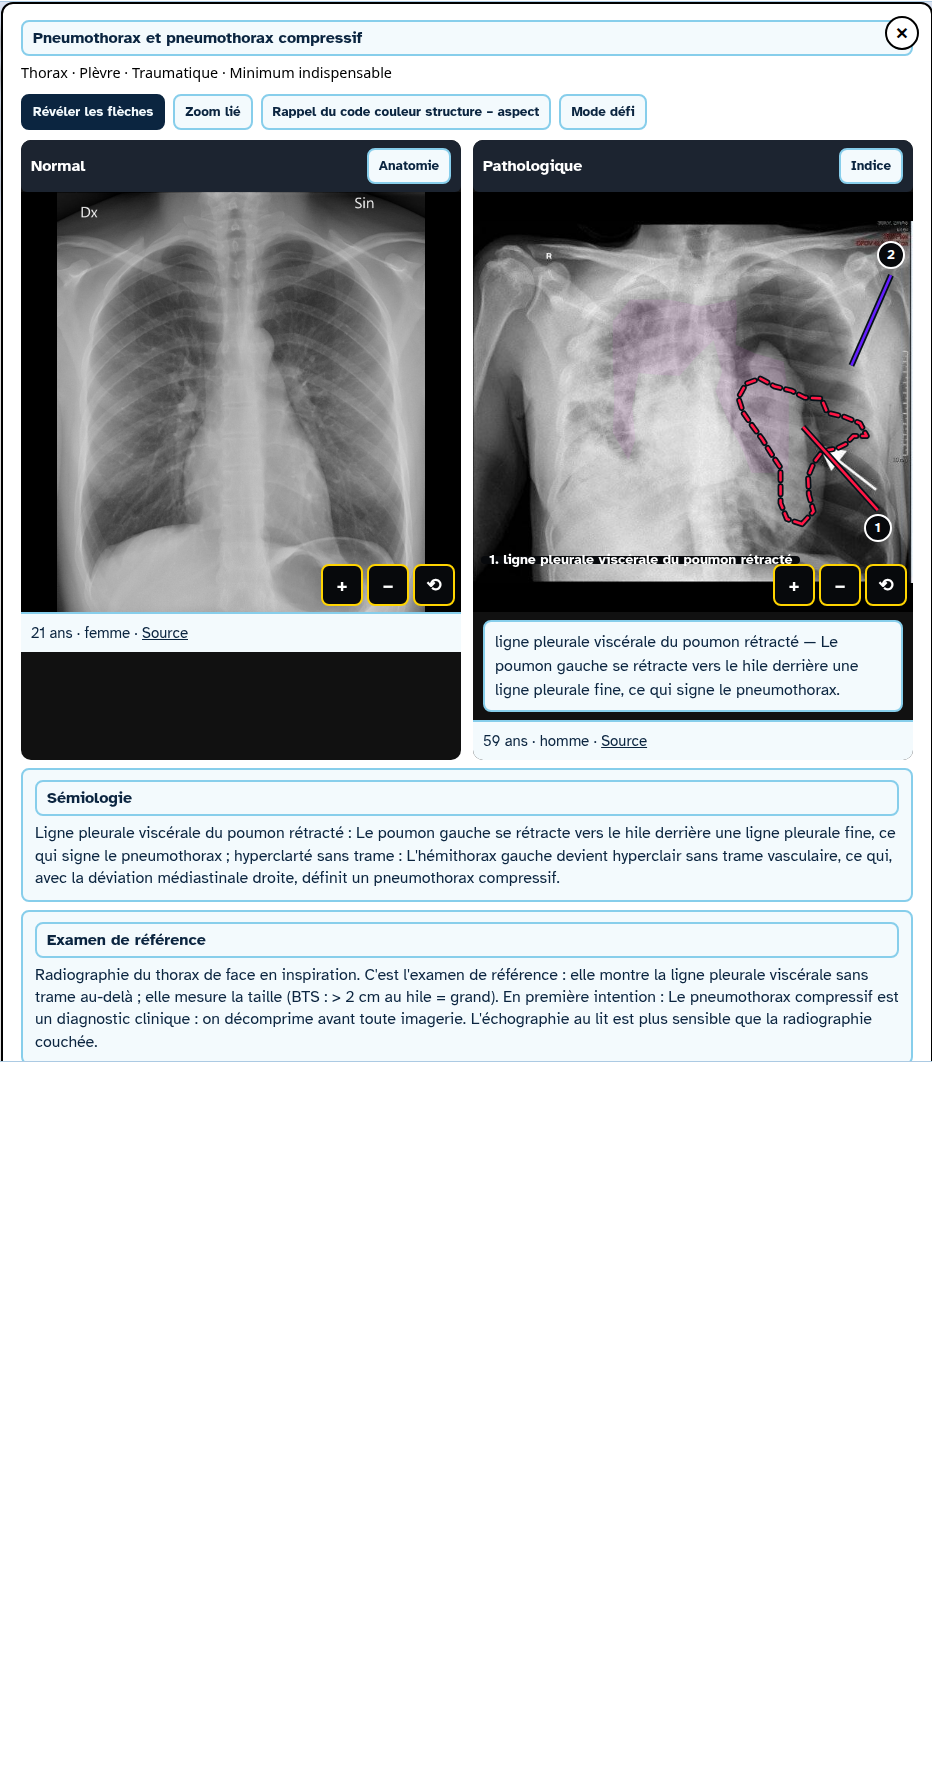 Pneumothorax et pneumothorax compressif
✕
Thorax · Plèvre · Traumatique · Minimum indispensable
Révéler les flèches
Zoom lié
Rappel du code couleur structure – aspect
Mode défi
Normal
Anatomie
Dx
Sin
+
–
⟲
21 ans · femme · Source
Pathologique
Indice
R
2
1
1. ligne pleurale viscérale du poumon rétracté
+
–
⟲
ligne pleurale viscérale du poumon rétracté — Le
poumon gauche se rétracte vers le hile derrière une
ligne pleurale fine, ce qui signe le pneumothorax.
59 ans · homme · Source
Sémiologie
Ligne pleurale viscérale du poumon rétracté : Le poumon gauche se rétracte vers le hile derrière une ligne pleurale fine, ce
qui signe le pneumothorax ; hyperclarté sans trame : L'hémithorax gauche devient hyperclair sans trame vasculaire, ce qui,
avec la déviation médiastinale droite, définit un pneumothorax compressif.
Examen de référence
Radiographie du thorax de face en inspiration. C'est l'examen de référence : elle montre la ligne pleurale viscérale sans
trame au-delà ; elle mesure la taille (BTS : > 2 cm au hile = grand). En première intention : Le pneumothorax compressif est
un diagnostic clinique : on décomprime avant toute imagerie. L'échographie au lit est plus sensible que la radiographie
couchée.